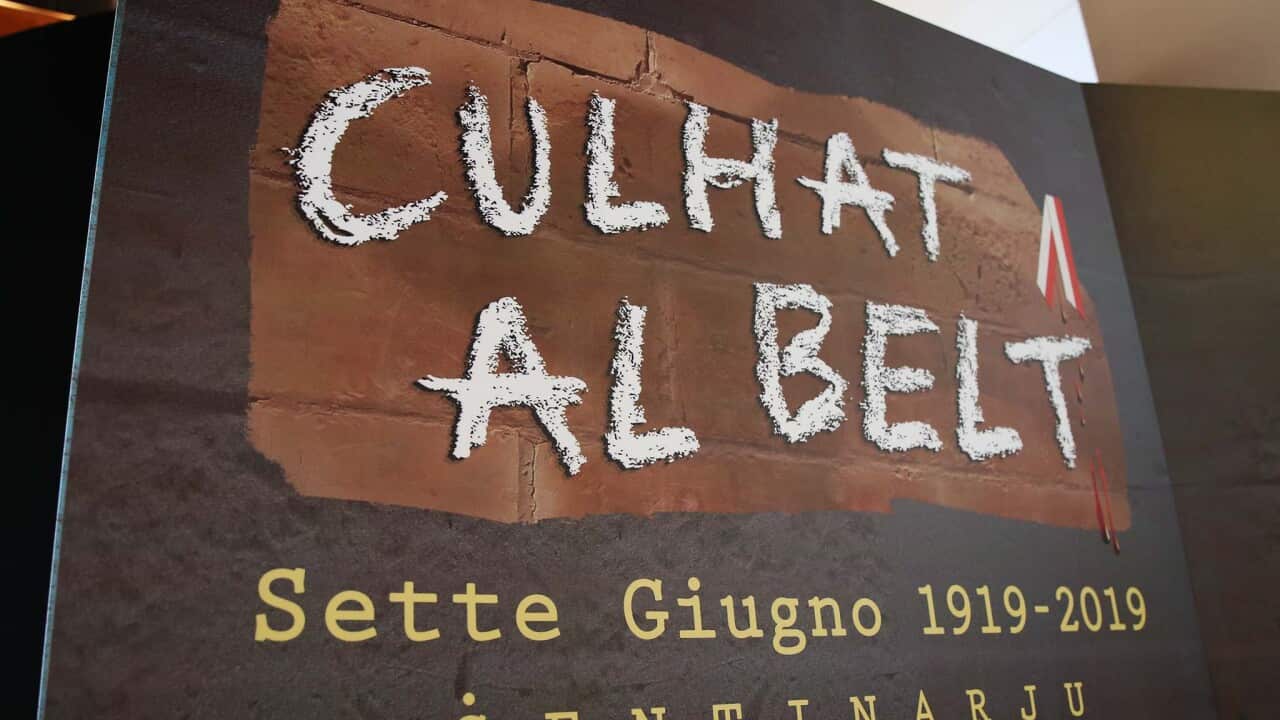 CULHAT
AL BELT
Sette Giugno 1919-2019
ĊENTINARJU